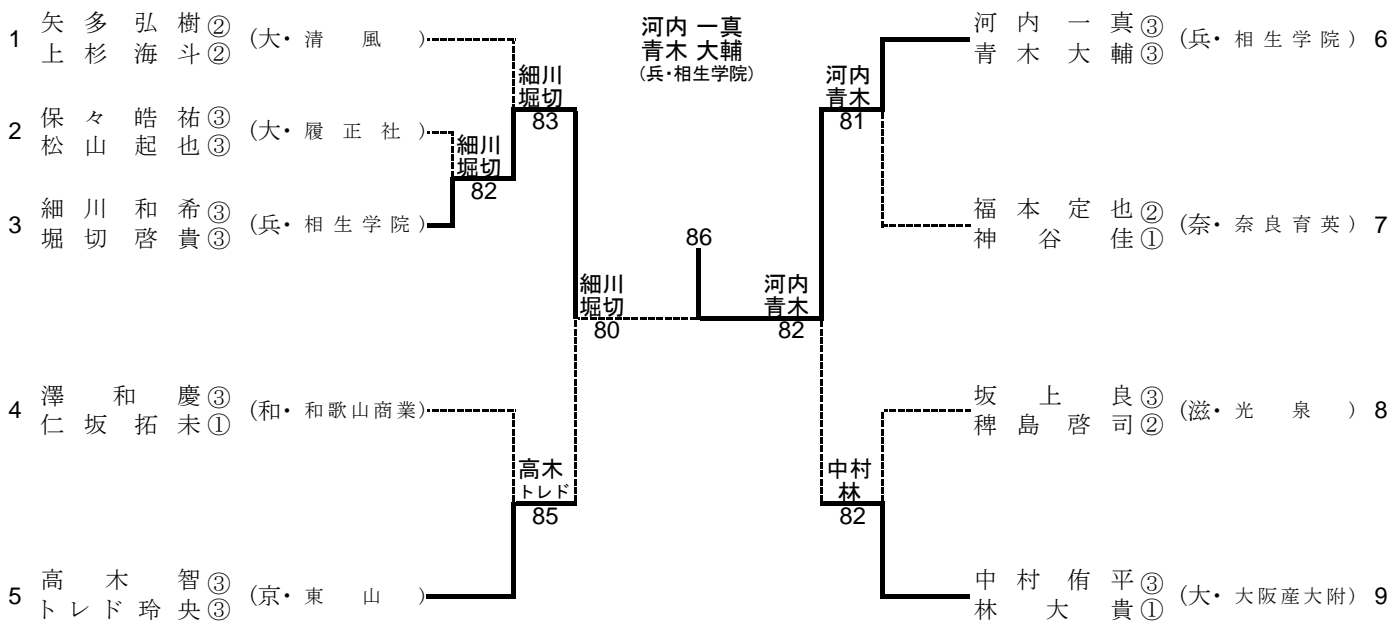 1 矢多弘樹② (大・清風)
上杉海斗②
2 保々皓祐③ (大・履正社)
松山起也③
3 細川和希③ (兵・相生学院)
堀切啓貴③
4 澤和慶③ (和・和歌山商業)
仁坂拓未①
5 高木智③ (京・東山)
トレド玲央③
細川
堀切
82
細川
堀切
83
高木
トレド
85
細川
堀切
80
河内 一真
青木 大輔
(兵・相生学院)
86
河内
青木
82
河内
青木
81
中村
林
82
河内一真③ (兵・相生学院) 6
青木大輔③
福本定也② (奈・奈良育英) 7
神谷佳①
坂上良③ (滋・光泉) 8
稗島啓司②
中村侑平③ (大・大阪産大附) 9
林大貴①